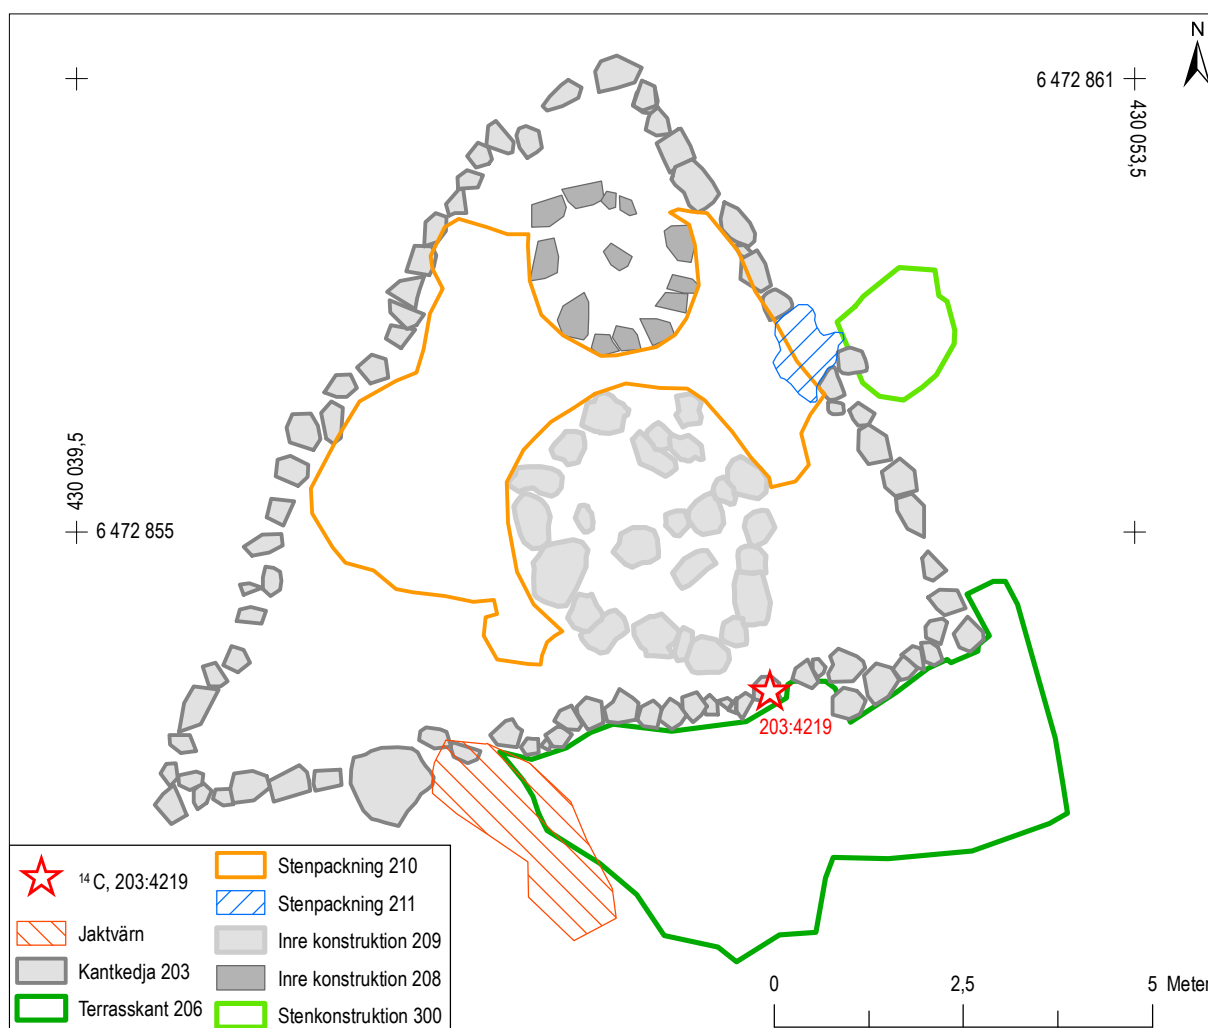 N
6 472 861
430 053,5
430 039,5
6 472 855
203:4219
¹⁴C, 203:4219
Jaktvärn
Kantkedja 203
Terrasskant 206
Stenpackning 210
Stenpackning 211
Inre konstruktion 209
Inre konstruktion 208
Stenkonstruktion 300
0 2,5 5 Meter